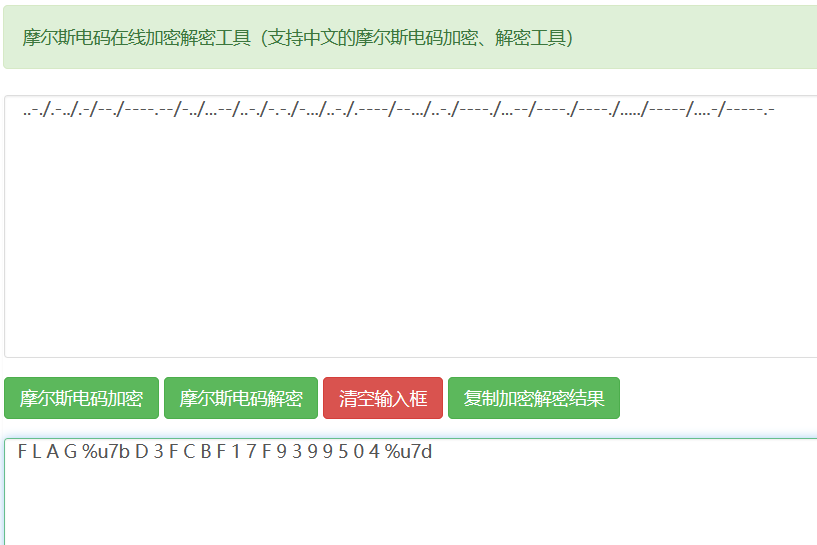 摩尔斯电码在线加密解密工具（支持中文的摩尔斯电码加密、解密工具）
..-./.-../.-/--./----.--/-../...--/..-./-.-./-.../..-./.----/--.../..-./----./...--/----./----./...../-----/....-/-----.-
摩尔斯电码加密 摩尔斯电码解密 清空输入框 复制加密解密结果
F L A G %u7b D 3 F C B F 1 7 F 9 3 9 9 5 0 4 %u7d